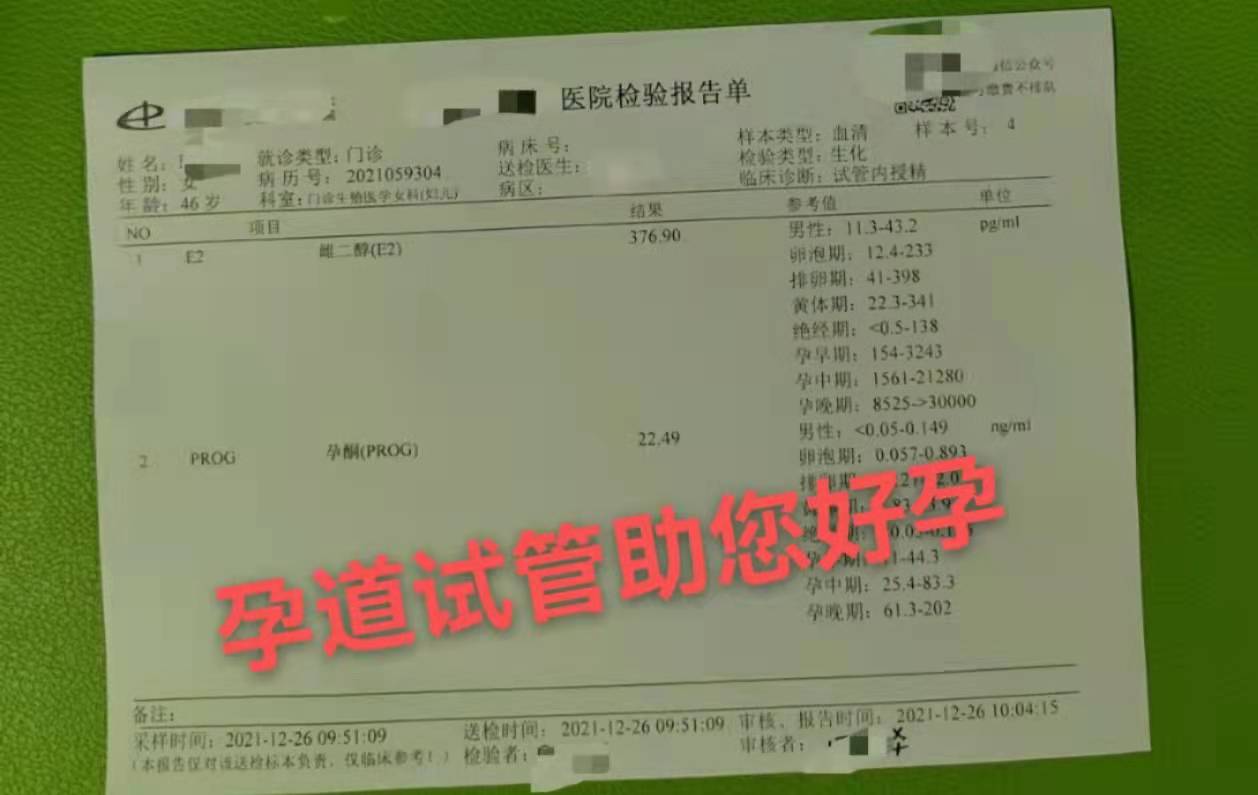 医院检验报告单
信公众号
缴费不排队
姓 名:
就诊类型: 门诊
病 床 号:
样本类型: 血清
样 本 号: 4
性 别: 女
病 历 号: 2021059304
送检医生:
检验类型: 生化
年 龄: 46 岁
科室: 门诊生殖医学女科(妇儿)
病区:
临床诊断: 试管内授精
NO 项目 结果 参考值 单位
1 E2 雌二醇(E2) 376.90 男性: 11.3-43.2 pg/ml
卵泡期: 12.4-233
排卵期: 41-398
黄体期: 22.3-341
绝经期: <0.5-138
孕早期: 154-3243
孕中期: 1561-21280
孕晚期: 8525->30000
2 PROG 孕酮(PROG) 22.49 男性: <0.05-0.149 ng/ml
卵泡期: 0.057-0.893
孕道试管助您好孕
-44.3
孕中期: 25.4-83.3
孕晚期: 61.3-202
备注:
采样时间: 2021-12-26 09:51:09 送检时间: 2021-12-26 09:51:09 审核、报告时间: 2021-12-26 10:04:15
(本报告仅对该送检标本负责,仅临床参考!) 检验者: 审核者: